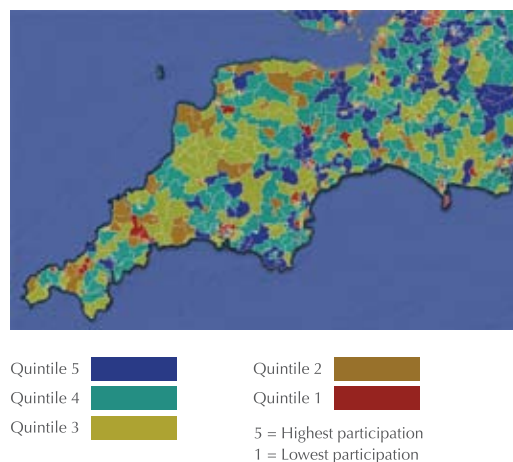 Quintile 5
Quintile 4
Quintile 3
Quintile 2
Quintile 1
5 = Highest participation
1 = Lowest participation